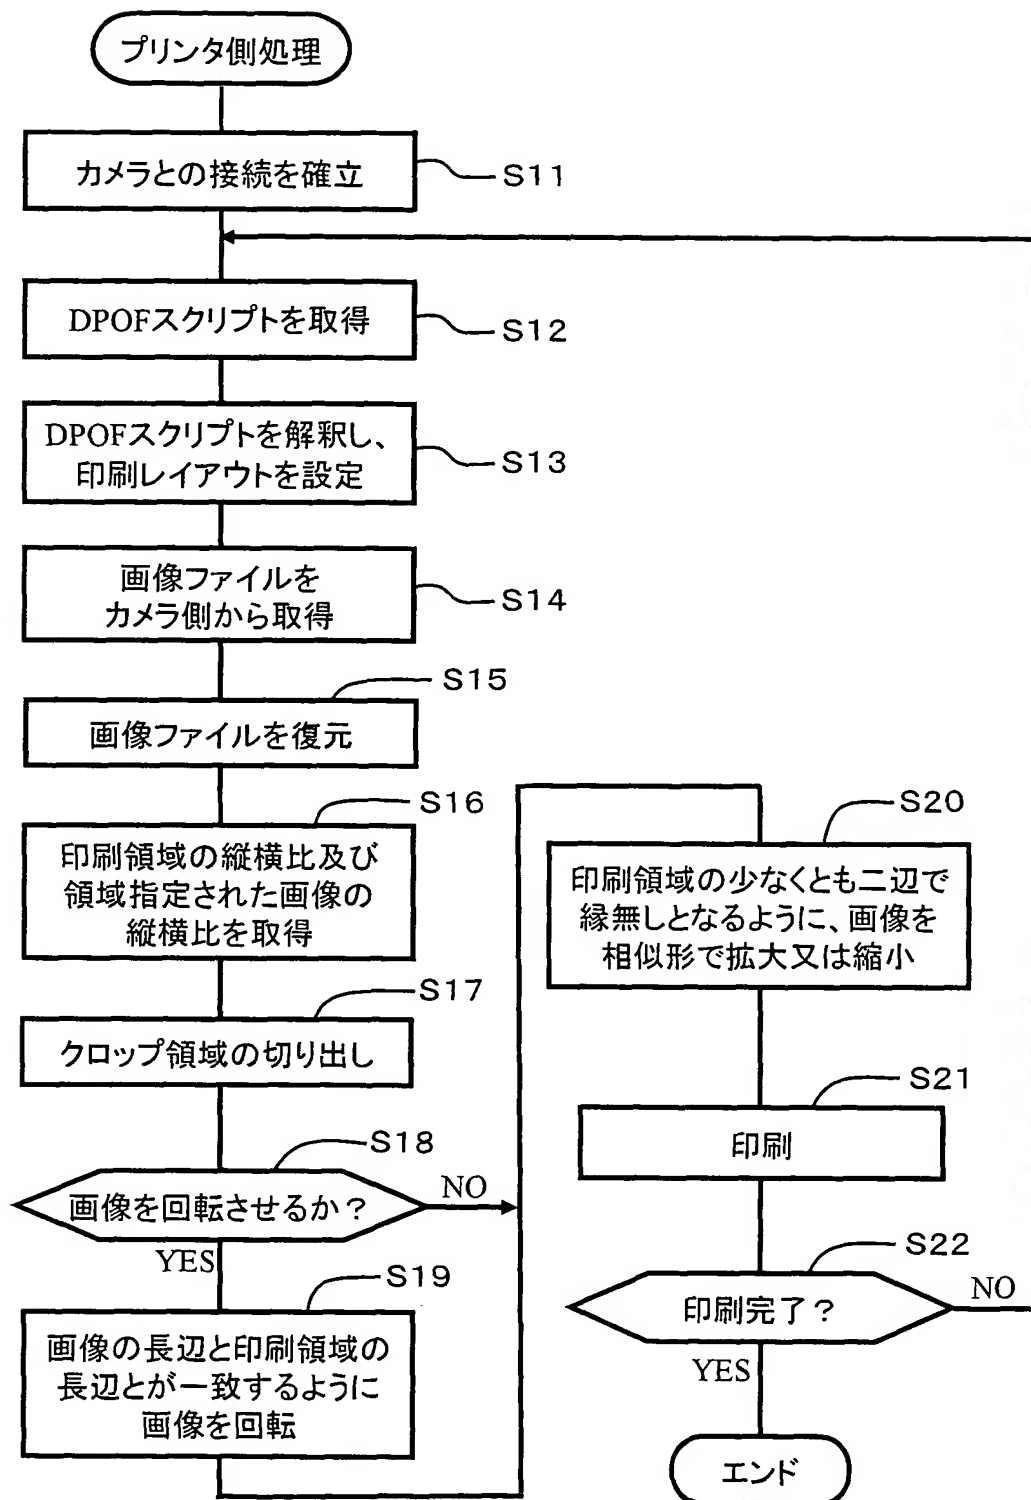 プリンタ側処理
カメラとの接続を確立
S11
DPOFスクリプトを取得
S12
DPOFスクリプトを解釈し、
印刷レイアウトを設定
S13
画像ファイルを
カメラ側から取得
S14
S15
画像ファイルを復元
S16
印刷領域の縦横比及び
領域指定された画像の
縦横比を取得
S17
クロップ領域の切り出し
S18
画像を回転させるか？
NO
YES
S19
画像の長辺と印刷領域の
長辺とが一致するように
画像を回転
S20
印刷領域の少なくとも二辺で
縁無しとなるように、画像を
相似形で拡大又は縮小
S21
印刷
S22
印刷完了？
NO
YES
エンド